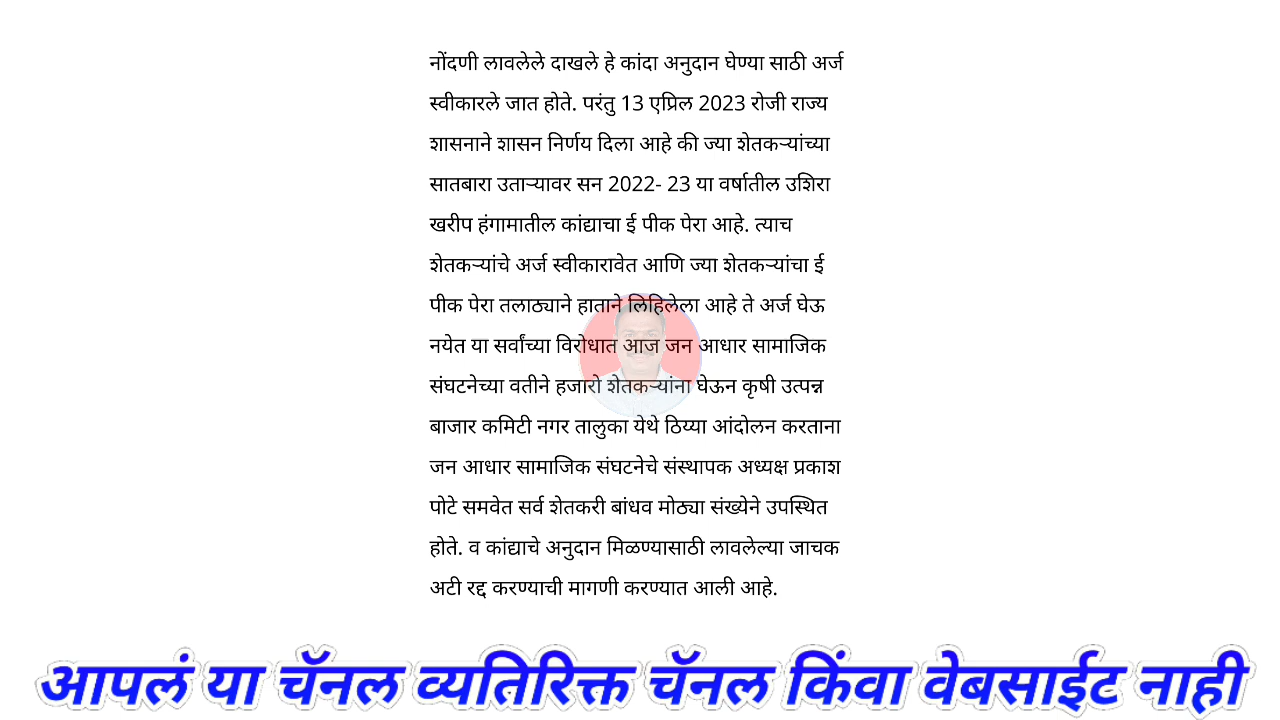 नोंदणी लावलेले दाखले हे कांदा अनुदान घेण्या साठी अर्ज
स्वीकारले जात होते. परंतु 13 एप्रिल 2023 रोजी राज्य
शासनाने शासन निर्णय दिला आहे की ज्या शेतकऱ्यांच्या
सातबारा उताऱ्यावर सन 2022- 23 या वर्षातील उशिरा
खरीप हंगामातील कांद्याचा ई पीक पेरा आहे. त्याच
शेतकऱ्यांचे अर्ज स्वीकारावेत आणि ज्या शेतकऱ्यांचा ई
पीक पेरा तलाठ्याने हाताने लिहिलेला आहे ते अर्ज घेऊ
नयेत या सर्वांच्या विरोधात आज जन आधार सामाजिक
संघटनेच्या वतीने हजारो शेतकऱ्यांना घेऊन कृषी उत्पन्न
बाजार कमिटी नगर तालुका येथे ठिय्या आंदोलन करताना
जन आधार सामाजिक संघटनेचे संस्थापक अध्यक्ष प्रकाश
पोटे समवेत सर्व शेतकरी बांधव मोठ्या संख्येने उपस्थित
होते. व कांद्याचे अनुदान मिळण्यासाठी लावलेल्या जाचक
अटी रद्द करण्याची मागणी करण्यात आली आहे.
आपलं या चॅनल व्यतिरिक्त चॅनल किंवा वेबसाईट नाही